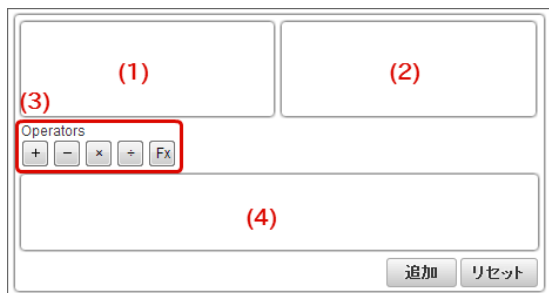 (1)
(2)
(3)
Operators
+ − × ÷ Fx
(4)
追加 リセット